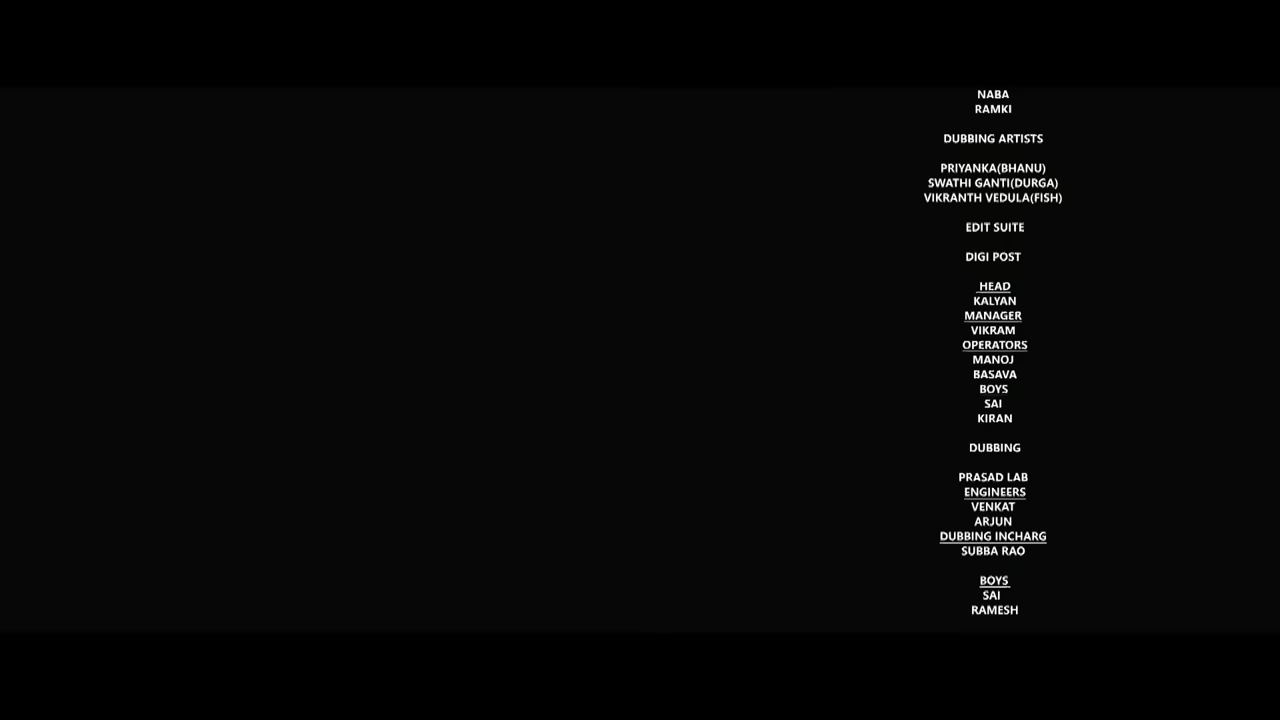 NABA
RAMKI
DUBBING ARTISTS
PRIYANKA(BHANU)
SWATHI GANTI(DURGA)
VIKRANTH VEDULA(FISH)
EDIT SUITE
DIGI POST
HEAD
KALYAN
MANAGER
VIKRAM
OPERATORS
MANOJ
BASAVA
BOYS
SAI
KIRAN
DUBBING
PRASAD LAB
ENGINEERS
VENKAT
ARJUN
DUBBING INCHARG
SUBBA RAO
BOYS
SAI
RAMESH